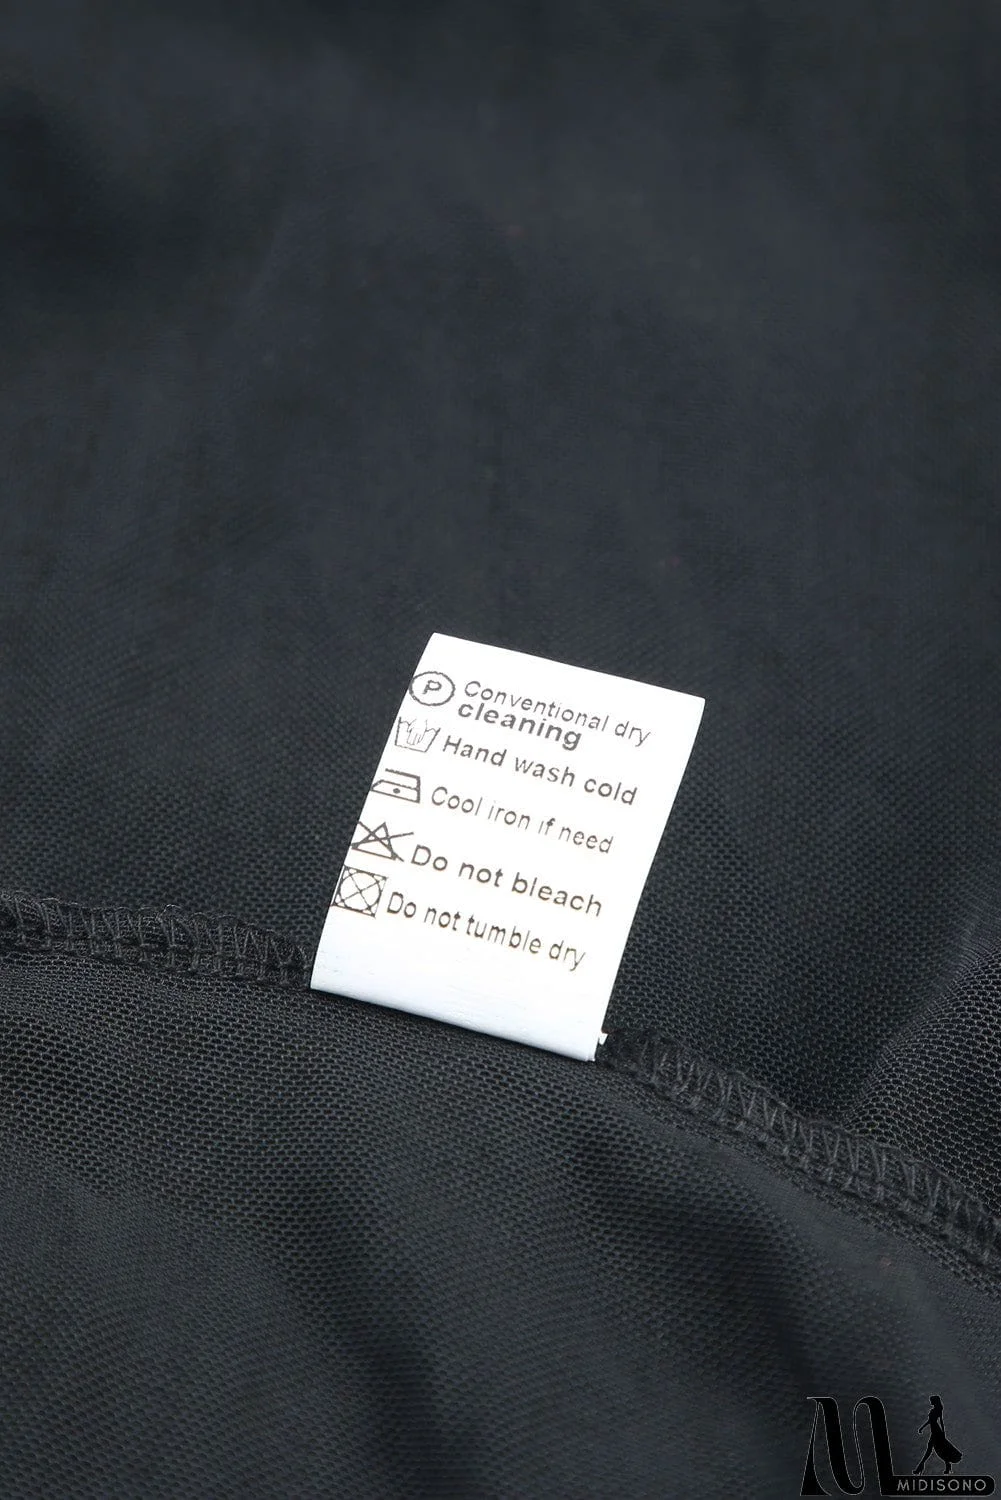 P
Conventional dry
cleaning
Hand wash cold
Cool iron if need
Do not bleach
Do not tumble dry
M
MIDISONO